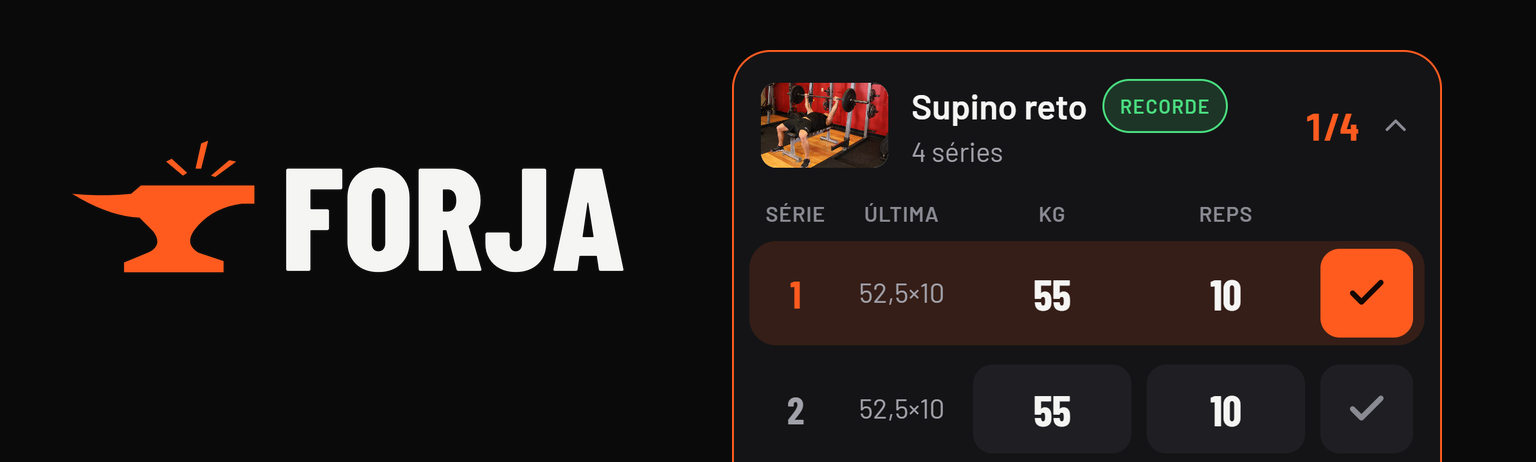 FORJA
Supino reto RECORDE
4 séries
1/4
SÉRIE ÚLTIMA KG REPS
1 52,5×10 55 10
2 52,5×10 55 10